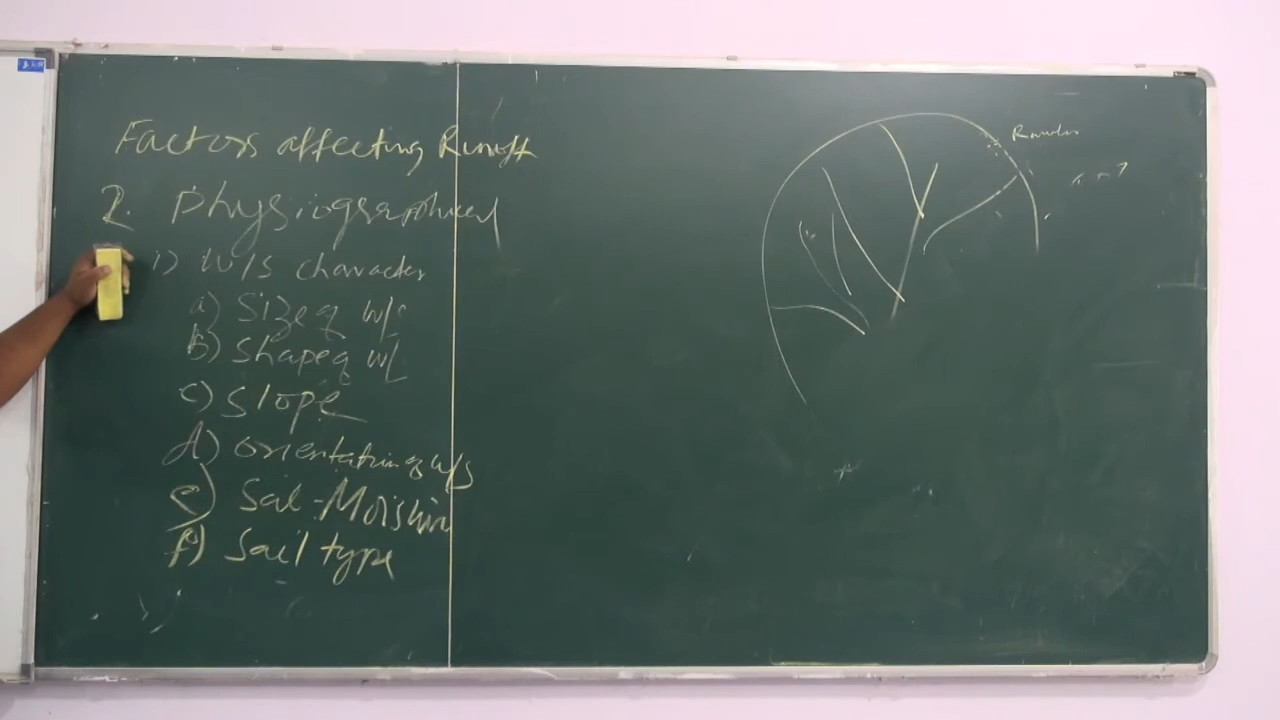 Factors affecting Runoff
2. Physiographical
i) W/S character
a) Size of W/S
b) Shape of W/S
c) Slope
d) orientation of W/S
e) Soil-Moisture
f) Soil type